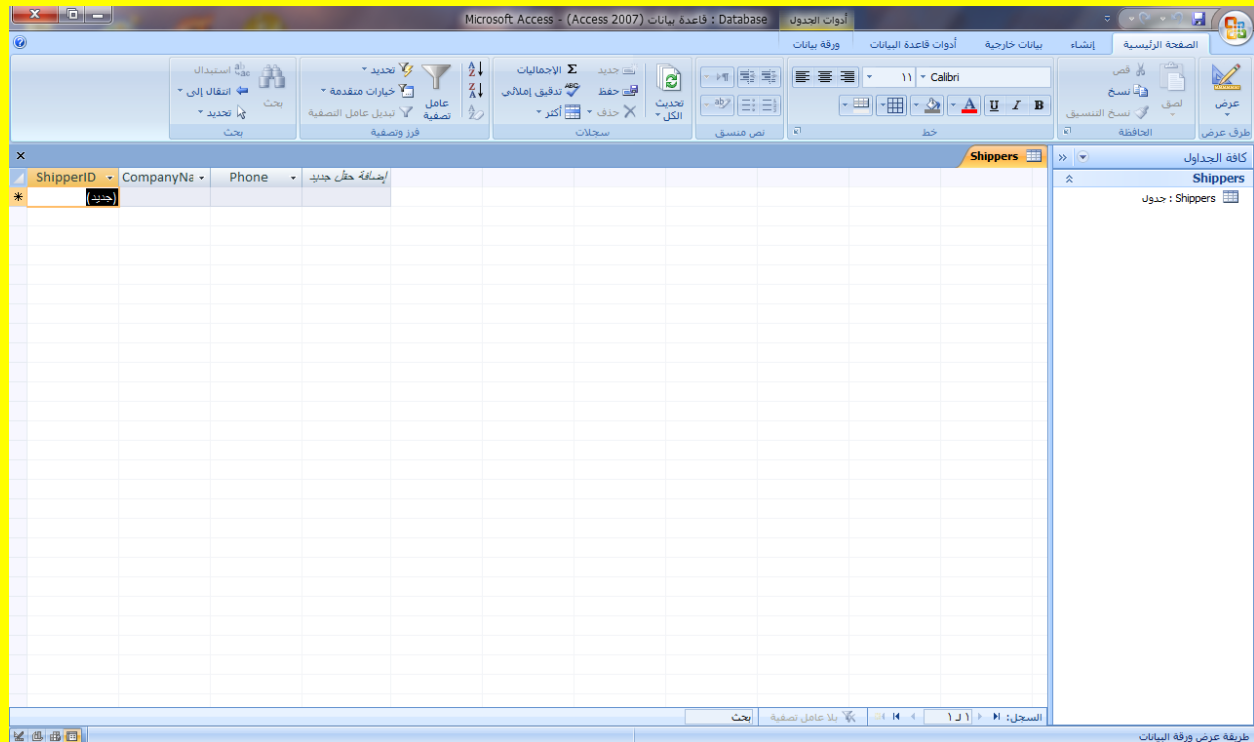 Microsoft Access - (Access 2007) قاعدة بيانات : Database
أدوات الجدول
الصفحة الرئيسية
إنشاء
بيانات خارجية
أدوات قاعدة البيانات
ورقة بيانات
عرض
طرق عرض
لصق
قص
نسخ
نسخ التنسيق
الحافظة
Calibri
١١
B I U A
خط
نص منسق
تحديث الكل
جديد
حفظ
حذف
Σ الإجماليات
تدقيق إملائي
أكثر
سجلات
عامل تصفية
تحديد
خيارات متقدمة
تبديل عامل التصفية
فرز وتصفية
بحث
استبدال
انتقال إلى
تحديد
بحث
كافة الجداول
Shippers
Shippers : جدول
Shippers
ShipperID CompanyNa Phone إضافة حقل جديد
(جديد)
السجل: ١ لـ ١
بلا عامل تصفية
بحث
طريقة عرض ورقة البيانات